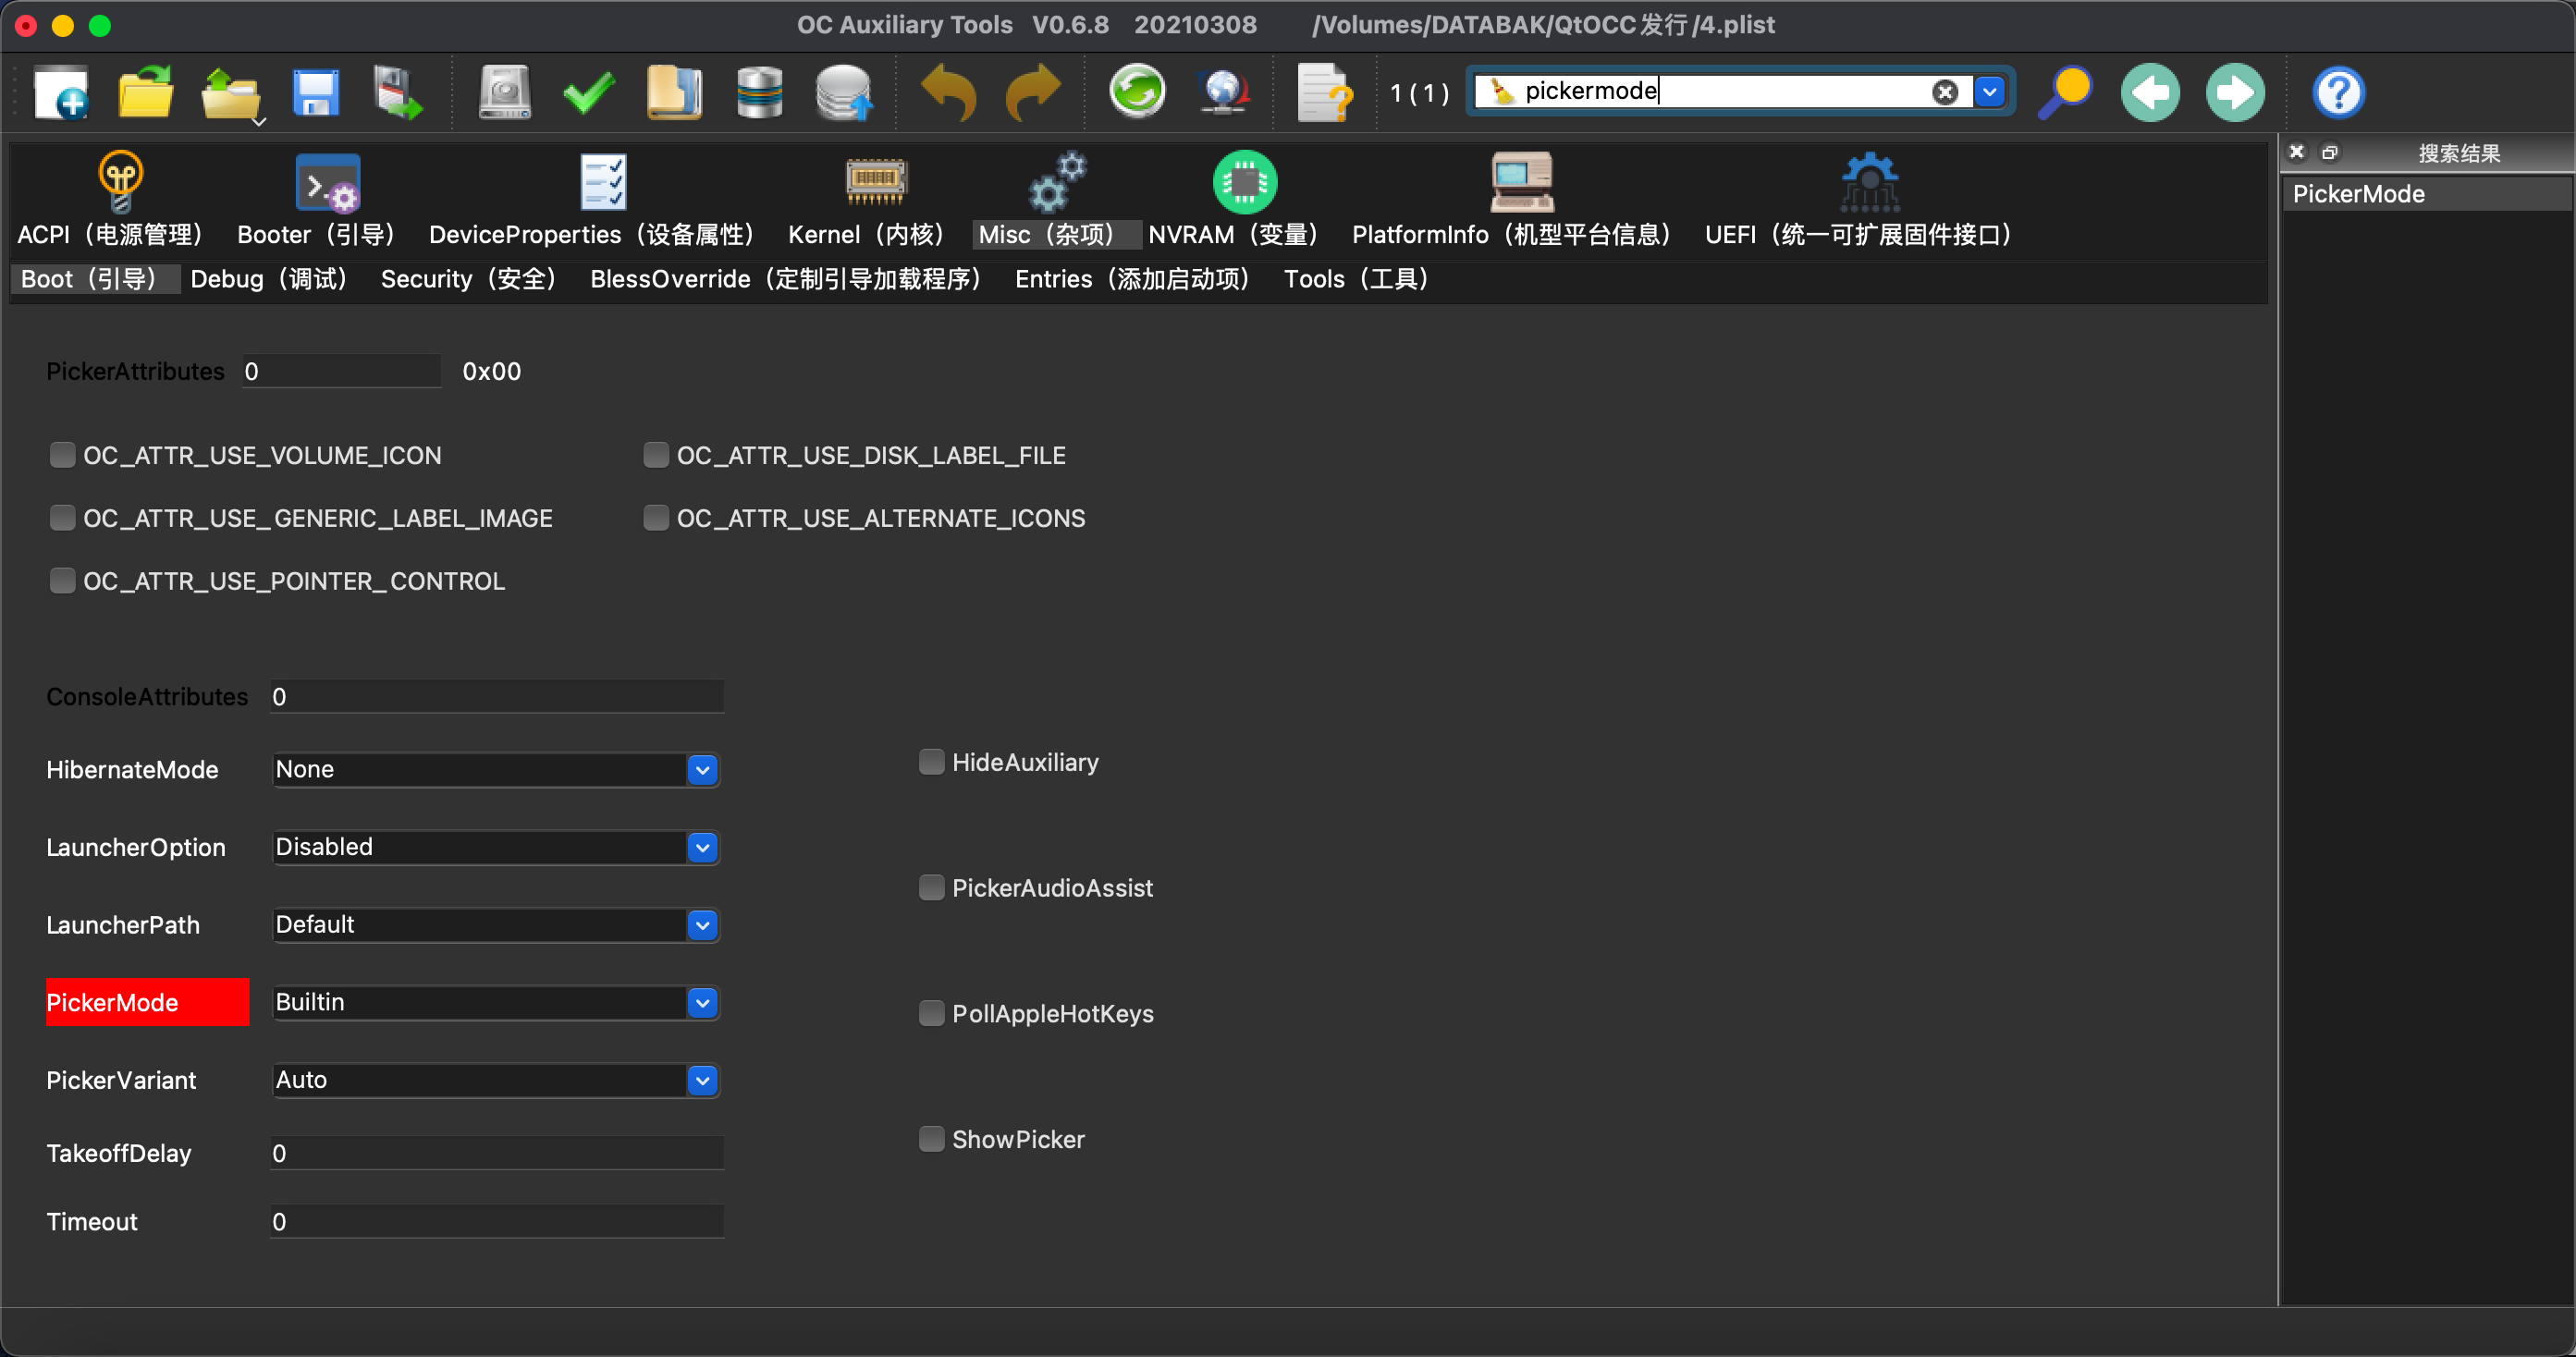 OC Auxiliary Tools V0.6.8 20210308 /Volumes/DATABAK/QtOCC发行/4.plist
1 ( 1 ) pickermode
搜索结果
PickerMode
ACPI（电源管理） Booter（引导） DeviceProperties（设备属性） Kernel（内核） Misc（杂项） NVRAM（变量） PlatformInfo（机型平台信息） UEFI（统一可扩展固件接口）
Boot（引导） Debug（调试） Security（安全） BlessOverride（定制引导加载程序） Entries（添加启动项） Tools（工具）
PickerAttributes 0 0x00
OC_ATTR_USE_VOLUME_ICON OC_ATTR_USE_DISK_LABEL_FILE
OC_ATTR_USE_GENERIC_LABEL_IMAGE OC_ATTR_USE_ALTERNATE_ICONS
OC_ATTR_USE_POINTER_CONTROL
ConsoleAttributes 0
HibernateMode None HideAuxiliary
LauncherOption Disabled
PickerAudioAssist
LauncherPath Default
PickerMode Builtin PollAppleHotKeys
PickerVariant Auto
TakeoffDelay 0 ShowPicker
Timeout 0